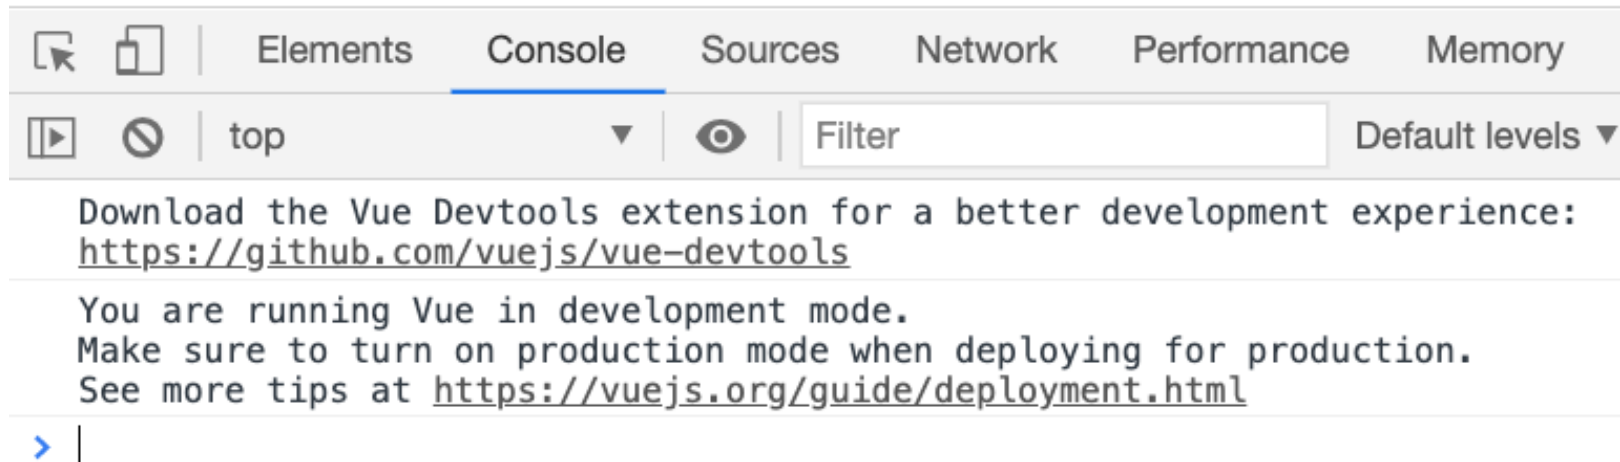 Elements Console Sources Network Performance Memory
top ▼ Filter Default levels ▼
Download the Vue Devtools extension for a better development experience:
https://github.com/vuejs/vue-devtools
You are running Vue in development mode.
Make sure to turn on production mode when deploying for production.
See more tips at https://vuejs.org/guide/deployment.html